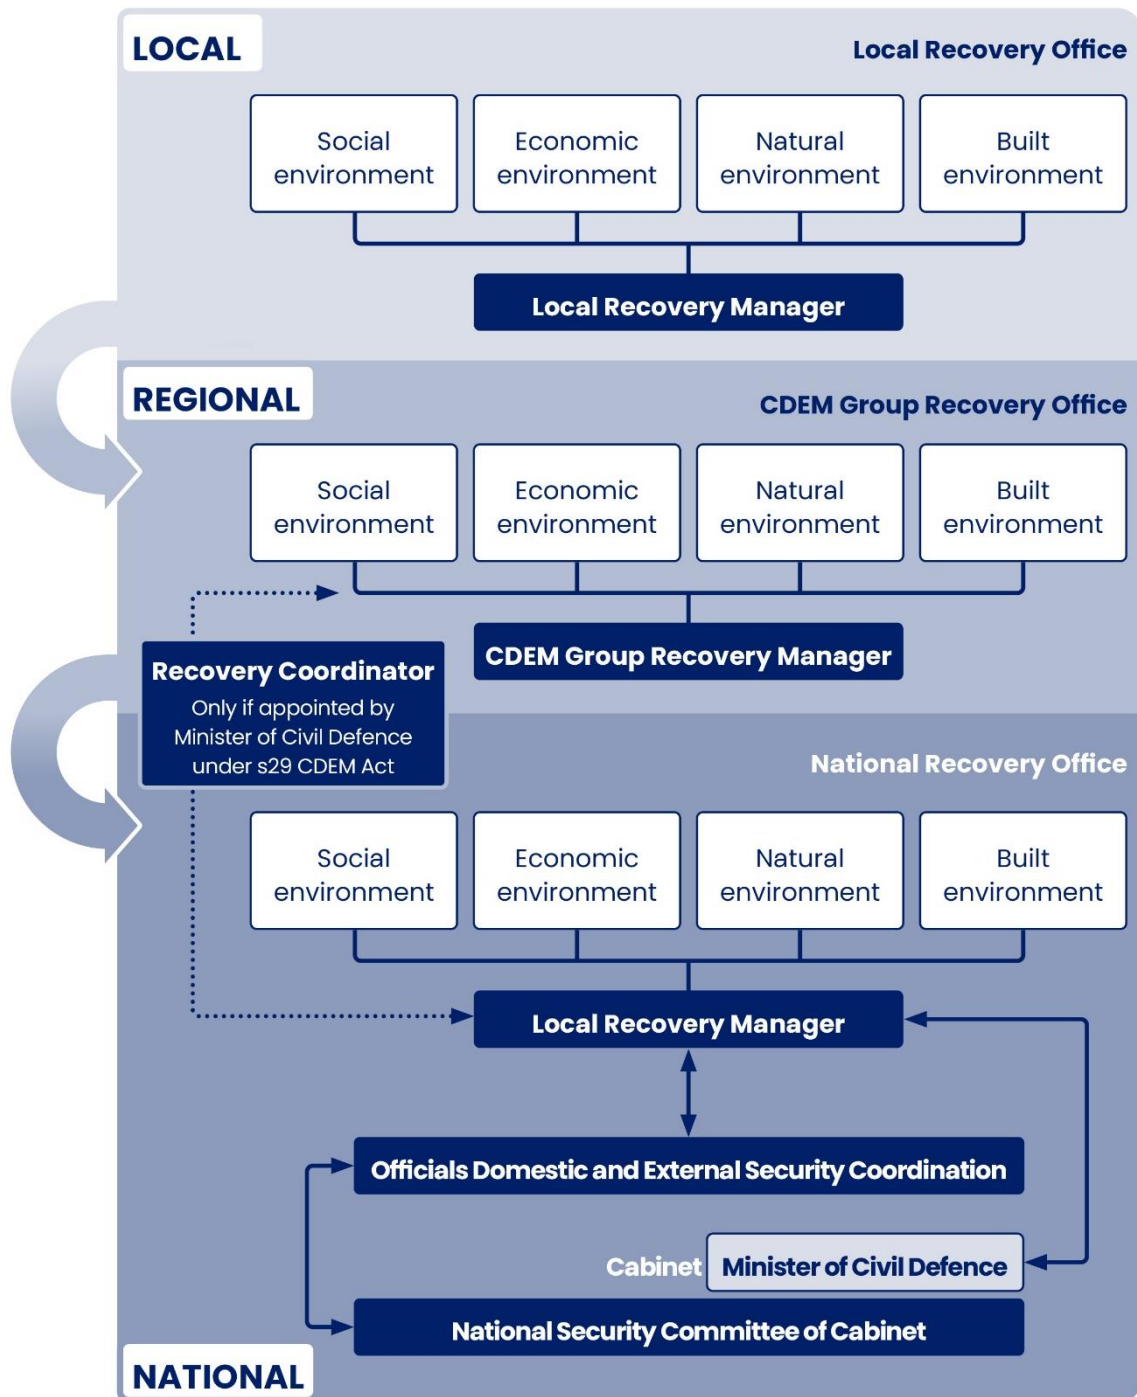 LOCAL
Local Recovery Office
Social
environment
Economic
environment
Natural
environment
Built
environment
Local Recovery Manager
REGIONAL
CDEM Group Recovery Office
Social
environment
Economic
environment
Natural
environment
Built
environment
CDEM Group Recovery Manager
Recovery Coordinator
Only if appointed by
Minister of Civil Defence
under s29 CDEM Act
National Recovery Office
Social
environment
Economic
environment
Natural
environment
Built
environment
Local Recovery Manager
Officials Domestic and External Security Coordination
Cabinet
Minister of Civil Defence
National Security Committee of Cabinet
NATIONAL